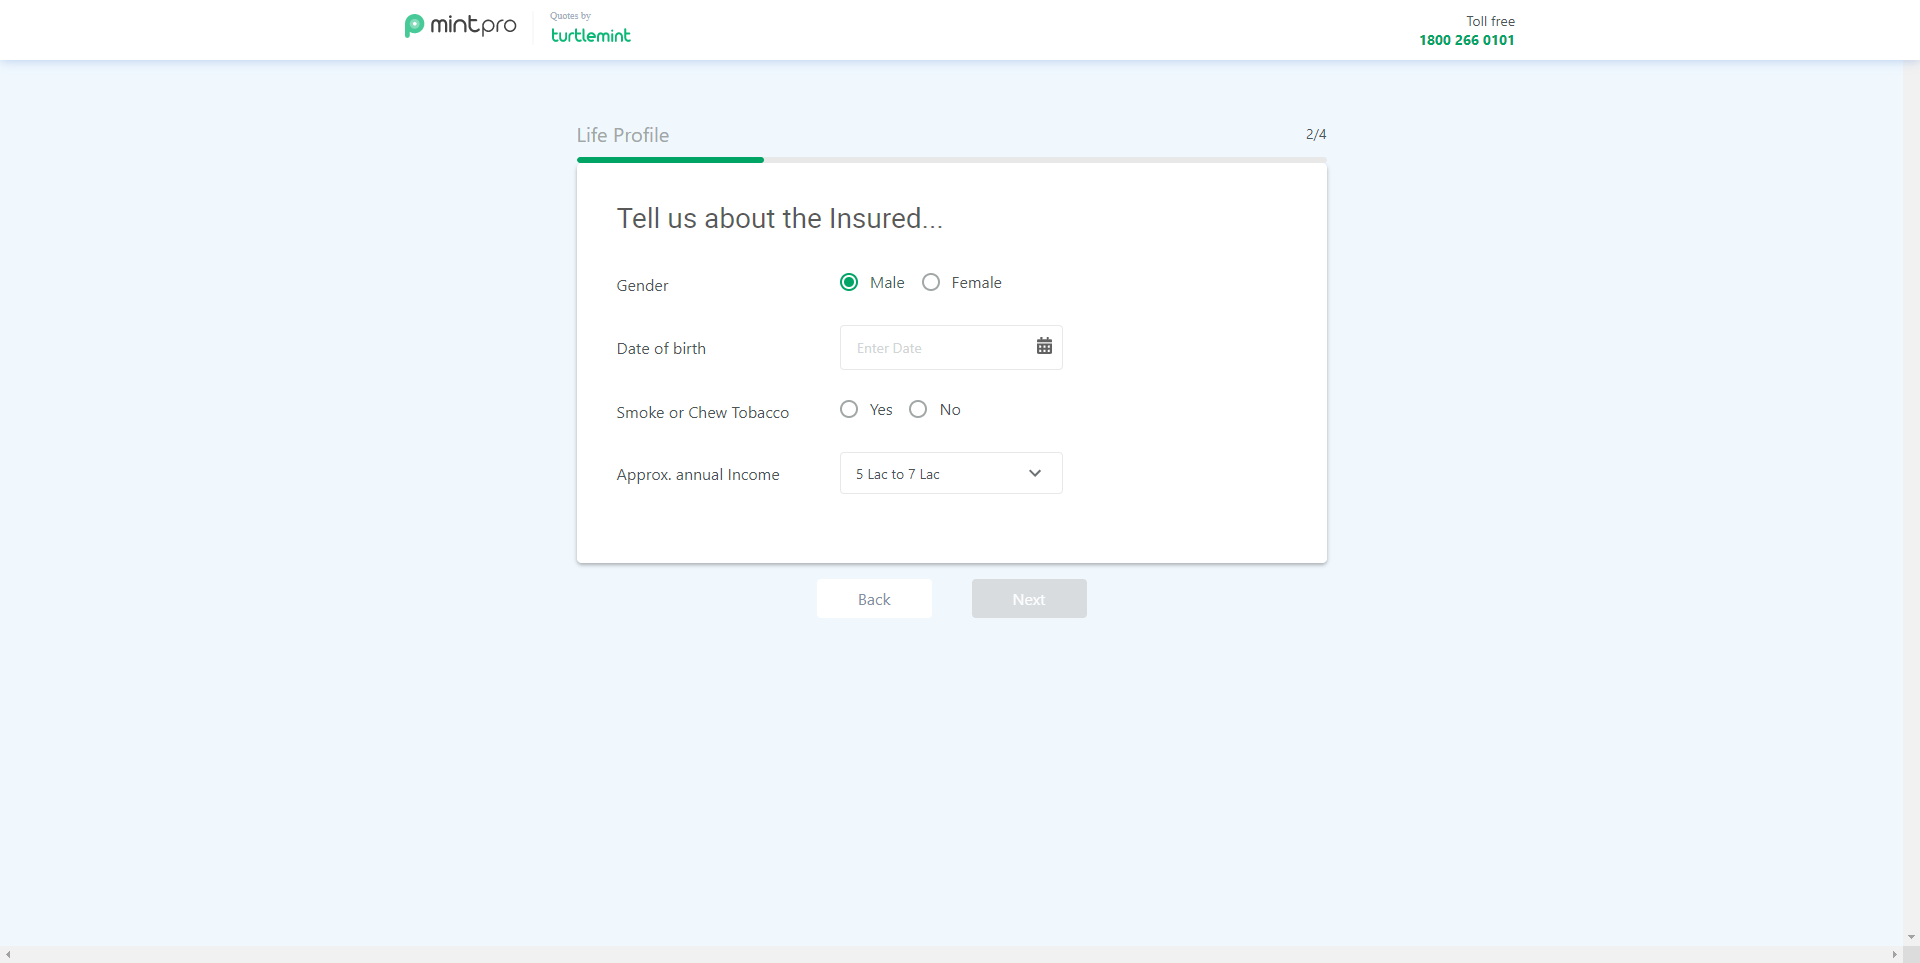 mintpro
Quotes by
turtlemint
Toll free
1800 266 0101
Life Profile
2/4
Tell us about the Insured...
Gender
Male
Female
Date of birth
Enter Date
Smoke or Chew Tobacco
Yes
No
Approx. annual Income
5 Lac to 7 Lac
Back
Next